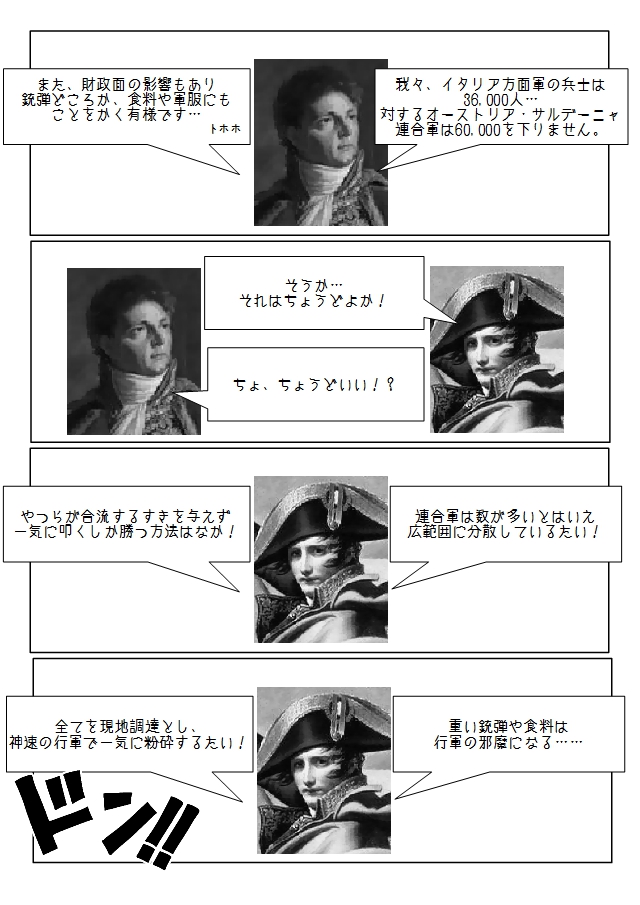 我々、イタリア方面軍の兵士は
36,000人…
対するオーストリア・サルデーニャ
連合軍は60,000を下りません。
また、財政面の影響もあり
銃弾どころか、食料や軍服にも
ことをかく有様です…
トホホ
そうか…
それはちょうどよか！
ちょ、ちょうどいい！？
連合軍は数が多いとはいえ
広範囲に分散しているたい！
やつらが合流するすきを与えず
一気に叩くしか勝つ方法はなか！
重い銃弾や食料は
行軍の邪魔になる……
全てを現地調達とし、
神速の行軍で一気に粉砕するたい！
ドン!!